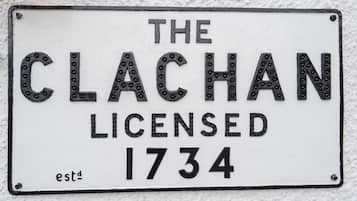 THE
CLACHAN
LICENSED
1734
estd